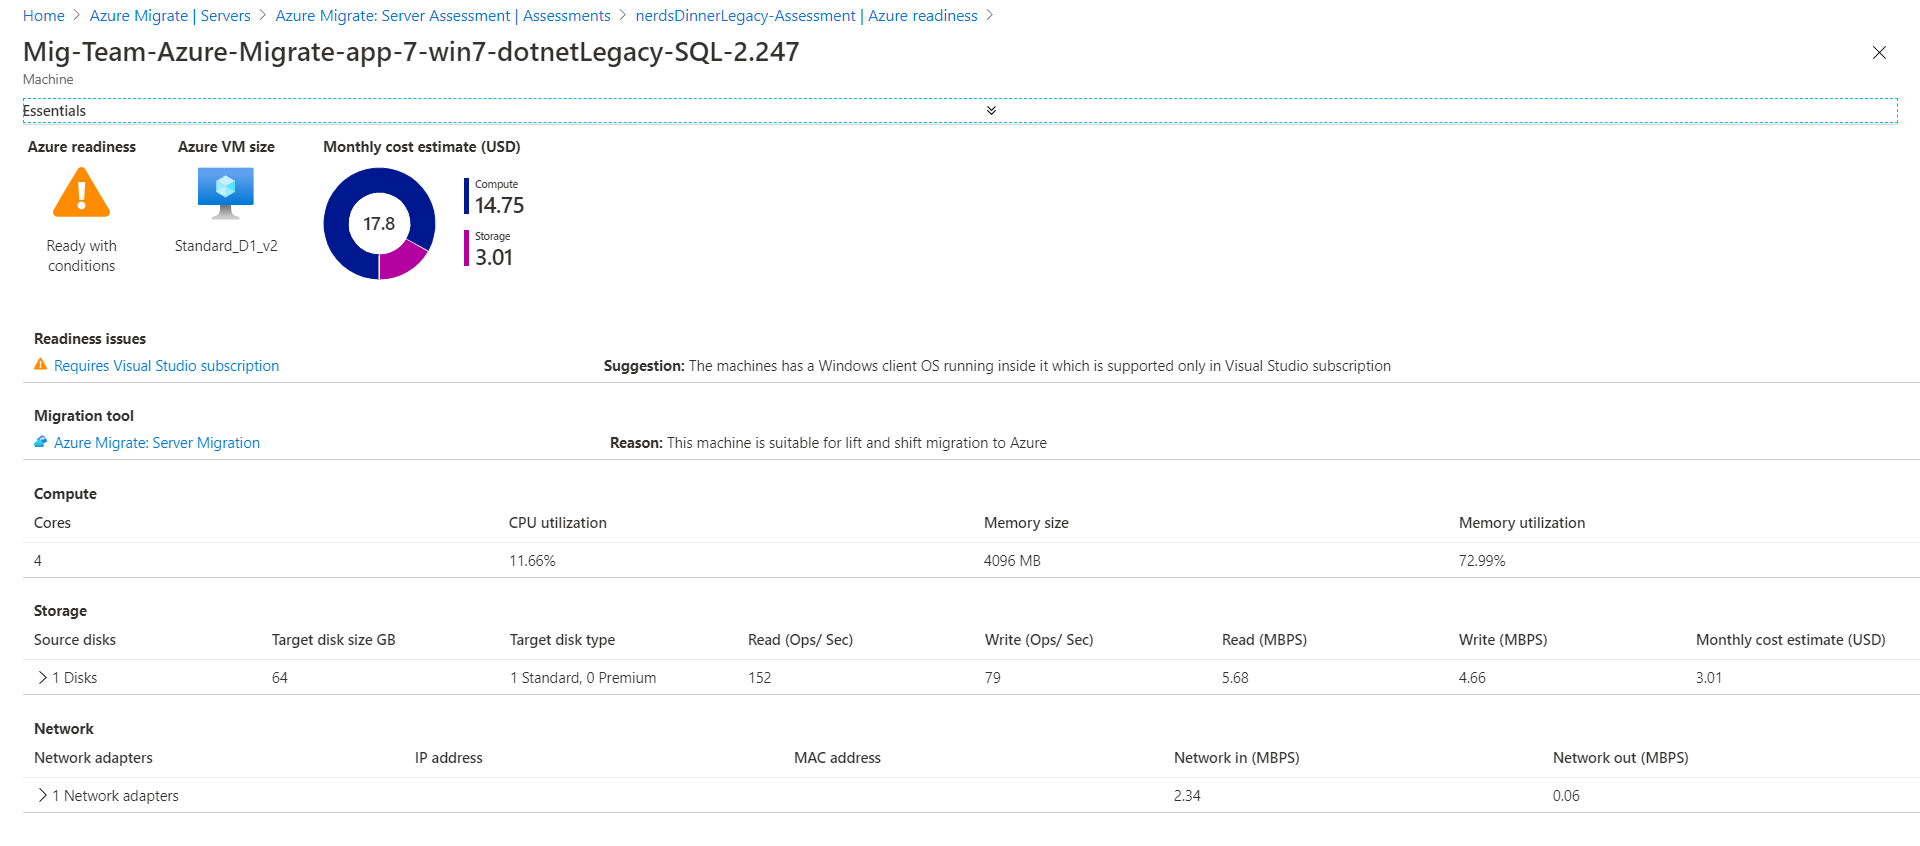 Home > Azure Migrate | Servers > Azure Migrate: Server Assessment | Assessments > nerdsDinnerLegacy-Assessment | Azure readiness >
Mig-Team-Azure-Migrate-app-7-win7-dotnetLegacy-SQL-2.247
Machine
Essentials
Azure readiness Azure VM size Monthly cost estimate (USD)
Ready with
conditions
Standard_D1_v2
17.8
Compute
14.75
Storage
3.01
Readiness issues
Requires Visual Studio subscription Suggestion: The machines has a Windows client OS running inside it which is supported only in Visual Studio subscription
Migration tool
Azure Migrate: Server Migration Reason: This machine is suitable for lift and shift migration to Azure
Compute
Cores CPU utilization Memory size Memory utilization
4 11.66% 4096 MB 72.99%
Storage
Source disks Target disk size GB Target disk type Read (Ops/ Sec) Write (Ops/ Sec) Read (MBPS) Write (MBPS) Monthly cost estimate (USD)
1 Disks 64 1 Standard, 0 Premium 152 79 5.68 4.66 3.01
Network
Network adapters IP address MAC address Network in (MBPS) Network out (MBPS)
1 Network adapters 2.34 0.06